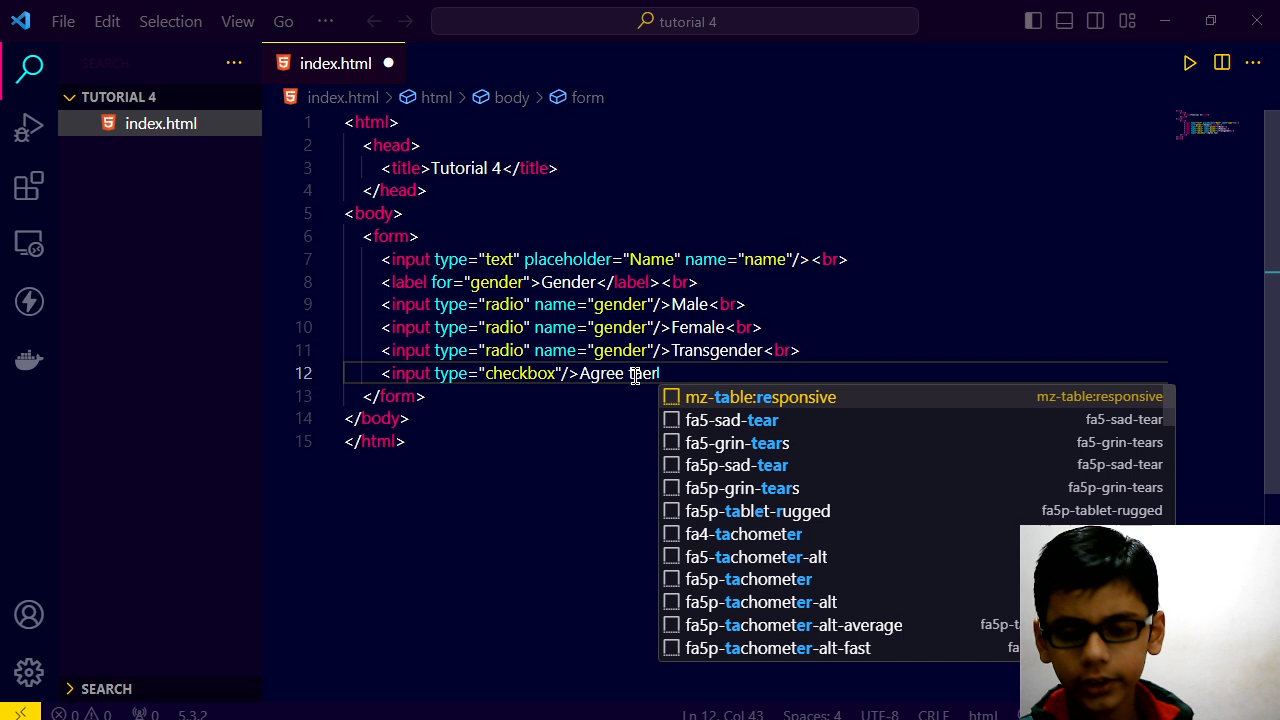 File Edit Selection View Go ··· tutorial 4
SEARCH ···
index.html
TUTORIAL 4
index.html
index.html > html > body > form
1 <html>
2 <head>
3 <title>Tutorial 4</title>
4 </head>
5 <body>
6 <form>
7 <input type="text" placeholder="Name" name="name"/><br>
8 <label for="gender">Gender</label><br>
9 <input type="radio" name="gender"/>Male<br>
10 <input type="radio" name="gender"/>Female<br>
11 <input type="radio" name="gender"/>Transgender<br>
12 <input type="checkbox"/>Agree
13 </form>
14 </body>
15 </html>
mz-table:responsive mz-table:responsive
fa5-sad-tear fa5-sad-tear
fa5-grin-tears fa5-grin-tears
fa5p-sad-tear fa5p-sad-tear
fa5p-grin-tears fa5p-grin-tears
fa5p-tablet-rugged fa5p-tablet-rugged
fa4-tachometer
fa5-tachometer-alt
fa5p-tachometer
fa5p-tachometer-alt
fa5p-tachometer-alt-average
fa5p-tachometer-alt-fast
SEARCH
0 0 0 5.3.2 Ln 12, Col 43 Spaces: 4 UTF-8 CRLF html